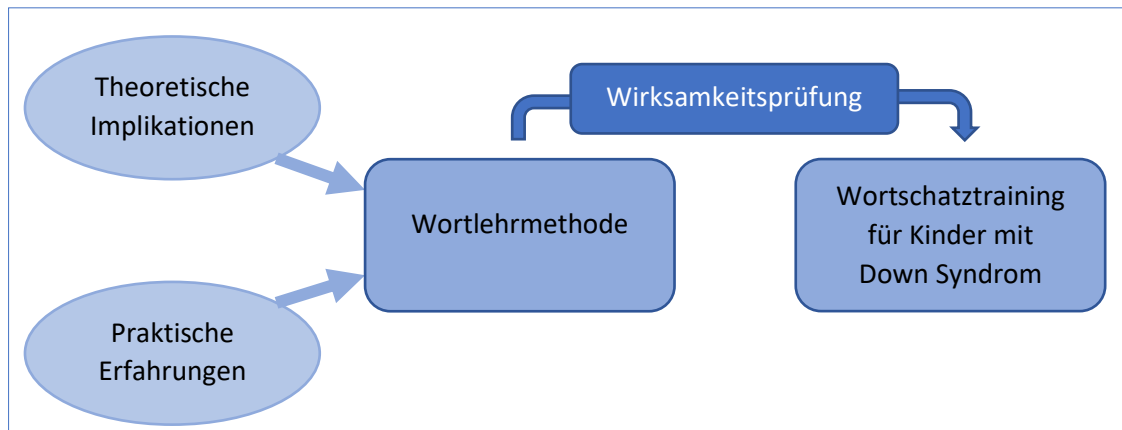 Theoretische
Implikationen
Wirksamkeitsprüfung
Wortlehrmethode
Wortschatztraining
für Kinder mit
Down Syndrom
Praktische
Erfahrungen